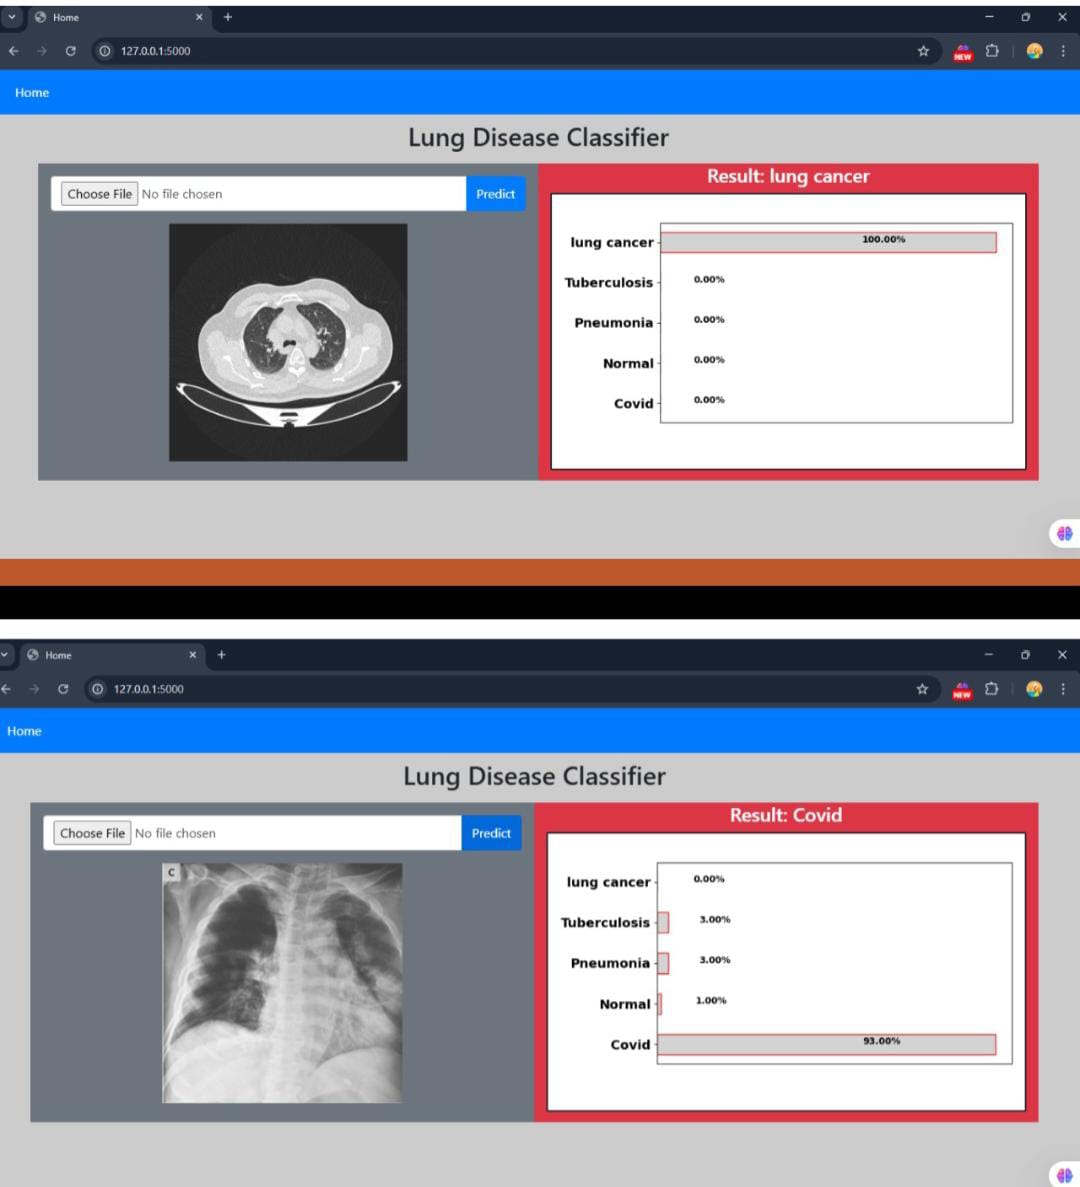 Home
127.0.0.1:5000
NEW
Home
Lung Disease Classifier
Choose File No file chosen
Predict
Result: lung cancer
lung cancer 100.00%
Tuberculosis 0.00%
Pneumonia 0.00%
Normal 0.00%
Covid 0.00%
Home
127.0.0.1:5000
NEW
Home
Lung Disease Classifier
Choose File No file chosen
Predict
C
Result: Covid
lung cancer 0.00%
Tuberculosis 3.00%
Pneumonia 3.00%
Normal 1.00%
Covid 93.00%